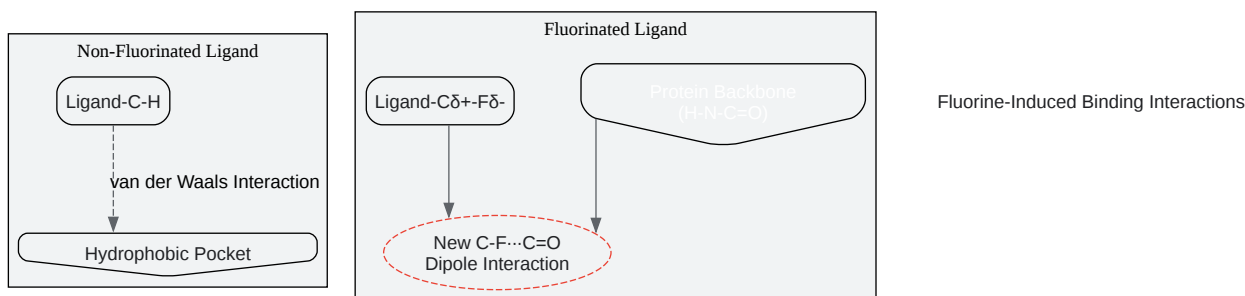 Non-Fluorinated Ligand
Ligand-C-H
van der Waals Interaction
Hydrophobic Pocket
Fluorinated Ligand
Ligand-Cδ+-Fδ-
Protein Backbone
(H-N-C=O)
New C-F···C=O
Dipole Interaction
Fluorine-Induced Binding Interactions